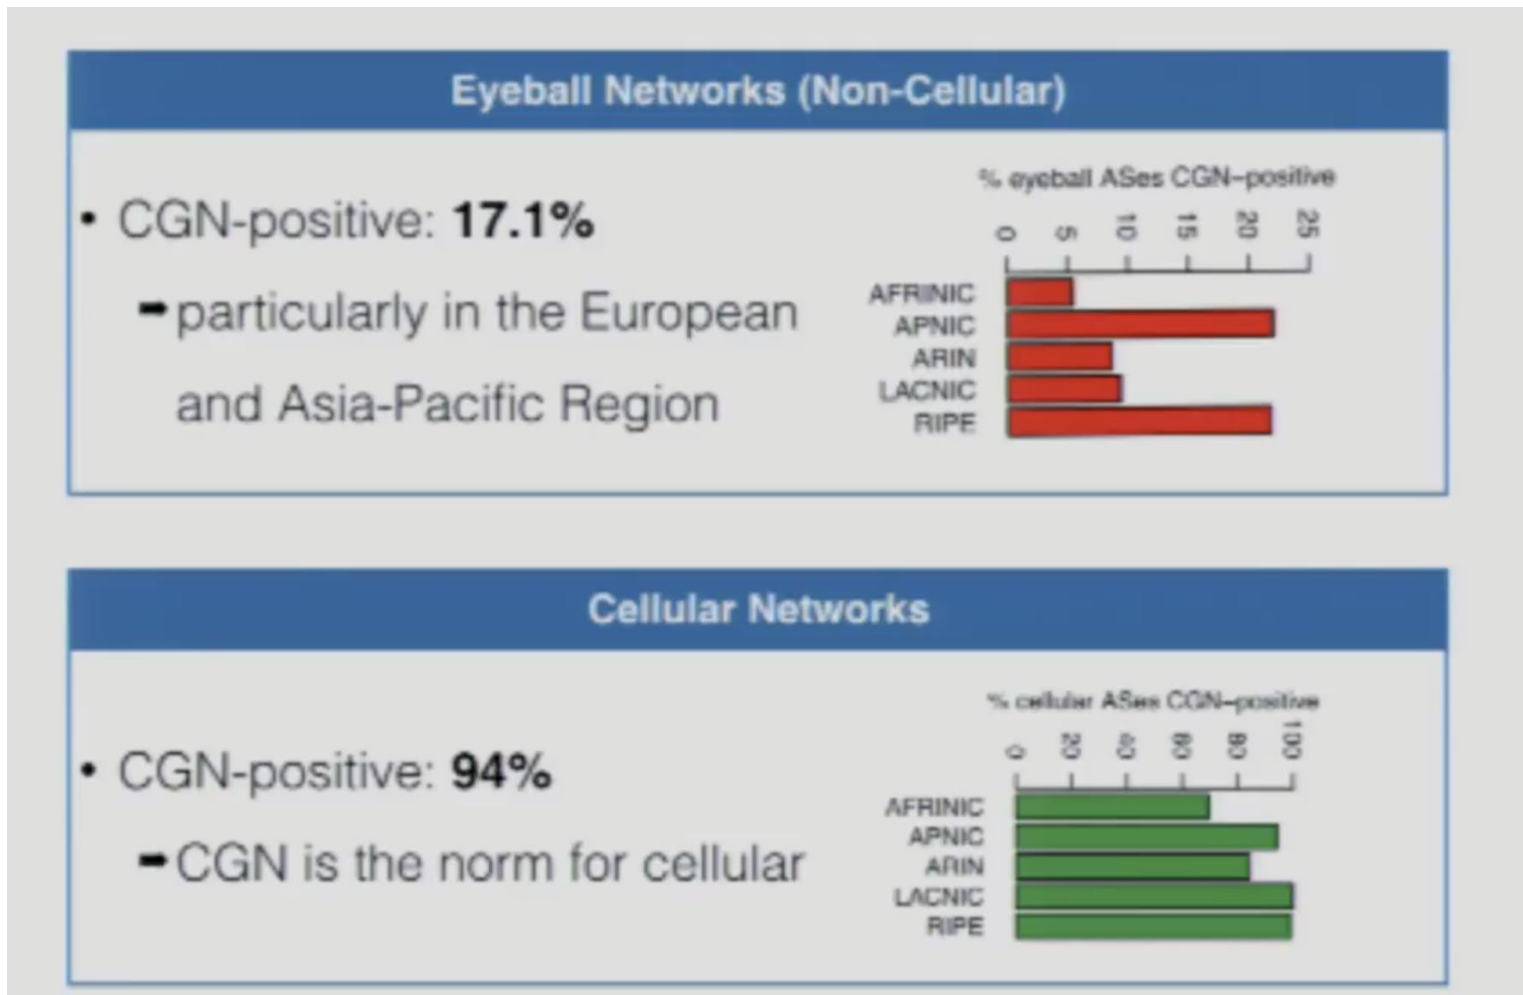 Eyeball Networks (Non-Cellular)
• CGN-positive: 17.1%
➡ particularly in the European
and Asia-Pacific Region
% eyeball ASes CGN–positive
0 5 10 15 20 25
AFRINIC
APNIC
ARIN
LACNIC
RIPE
Cellular Networks
• CGN-positive: 94%
➡ CGN is the norm for cellular
% cellular ASes CGN–positive
0 20 40 60 80 100
AFRINIC
APNIC
ARIN
LACNIC
RIPE